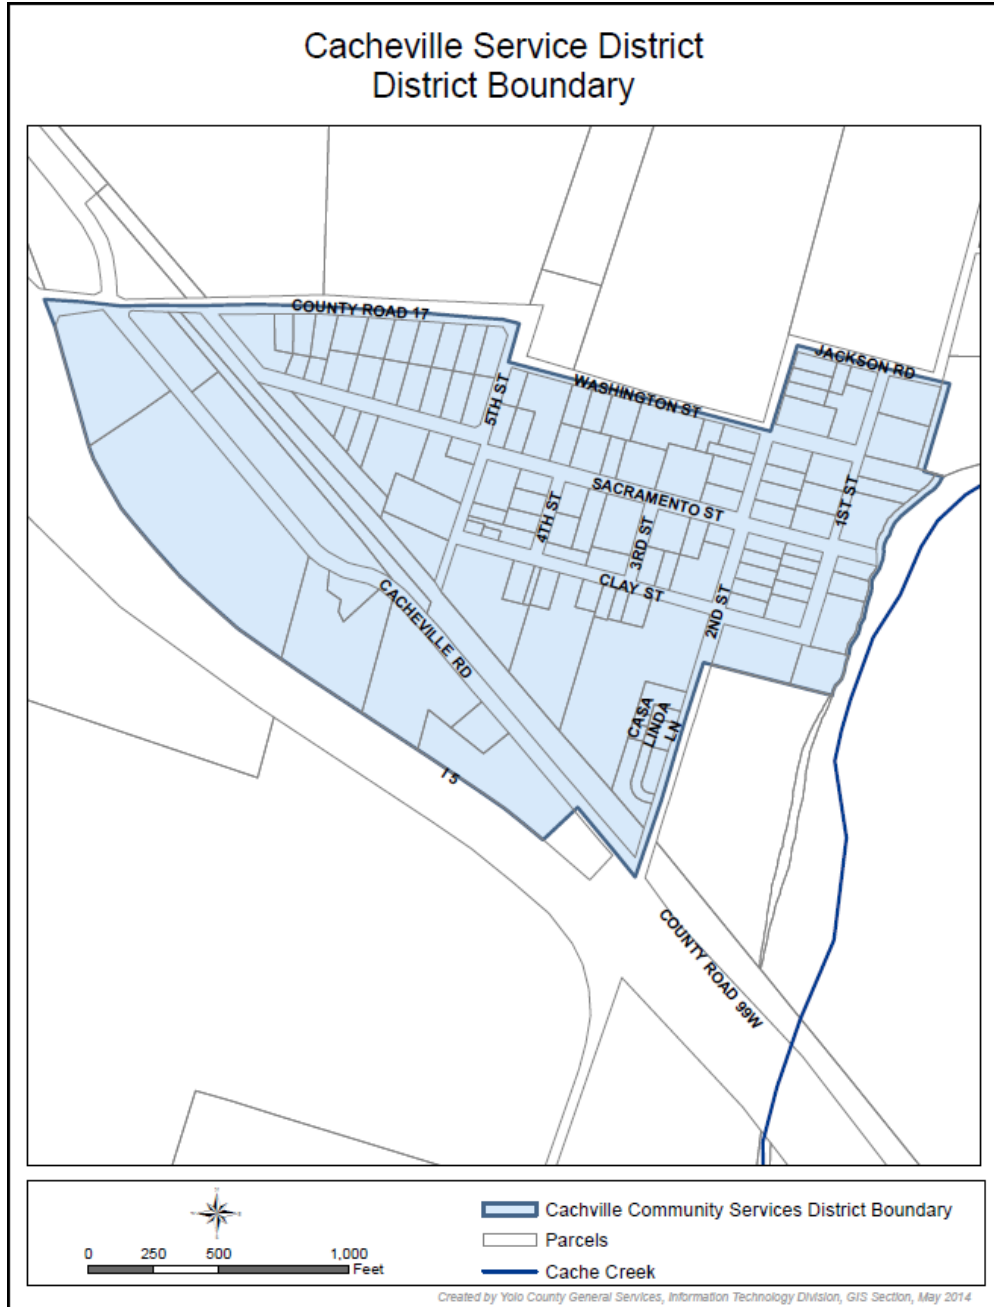 Cacheville Service District
District Boundary
COUNTY ROAD 17
JACKSON RD
WASHINGTON ST
5TH ST
SACRAMENTO ST
1ST ST
4TH ST
3RD ST
CLAY ST
2ND ST
CACHEVILLE RD
CASA
LINDA
LN
I 5
COUNTY ROAD 99W
Cachville Community Services District Boundary
Parcels
Cache Creek
0 250 500 1,000
Feet
Created by Yolo County General Services, Information Technology Division, GIS Section, May 2014